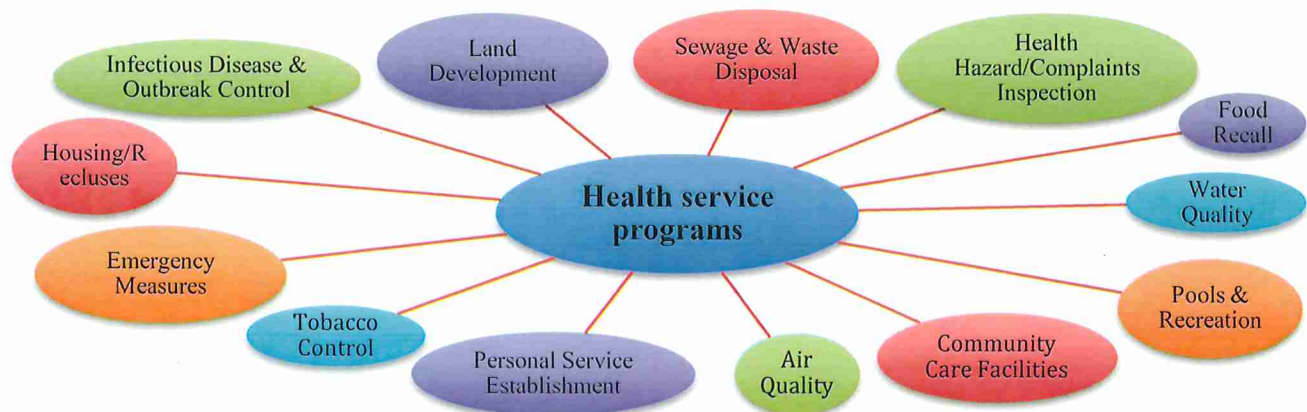 Infectious Disease &
Outbreak Control
Land
Development
Sewage & Waste
Disposal
Health
Hazard/Complaints
Inspection
Food
Recall
Housing/R
ecluses
Health service
programs
Water
Quality
Emergency
Measures
Pools &
Recreation
Tobacco
Control
Personal Service
Establishment
Air
Quality
Community
Care Facilities